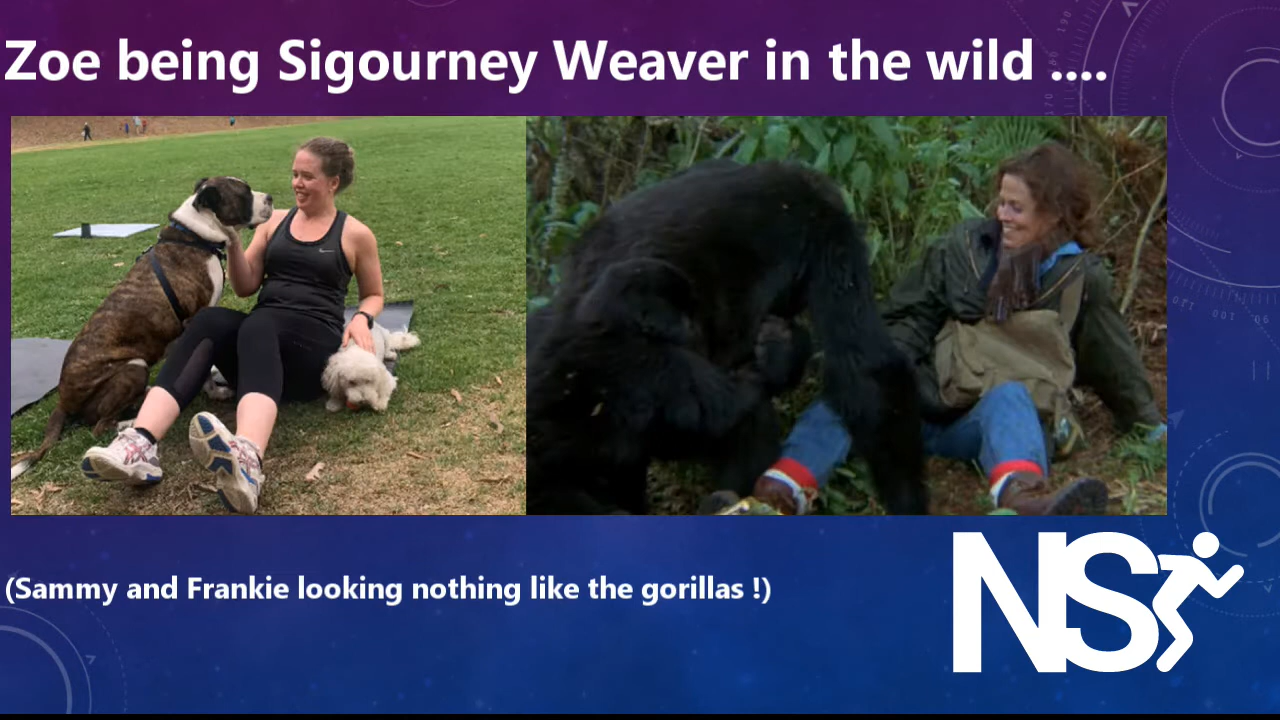 Zoe being Sigourney Weaver in the wild ....
(Sammy and Frankie looking nothing like the gorillas !)
NS